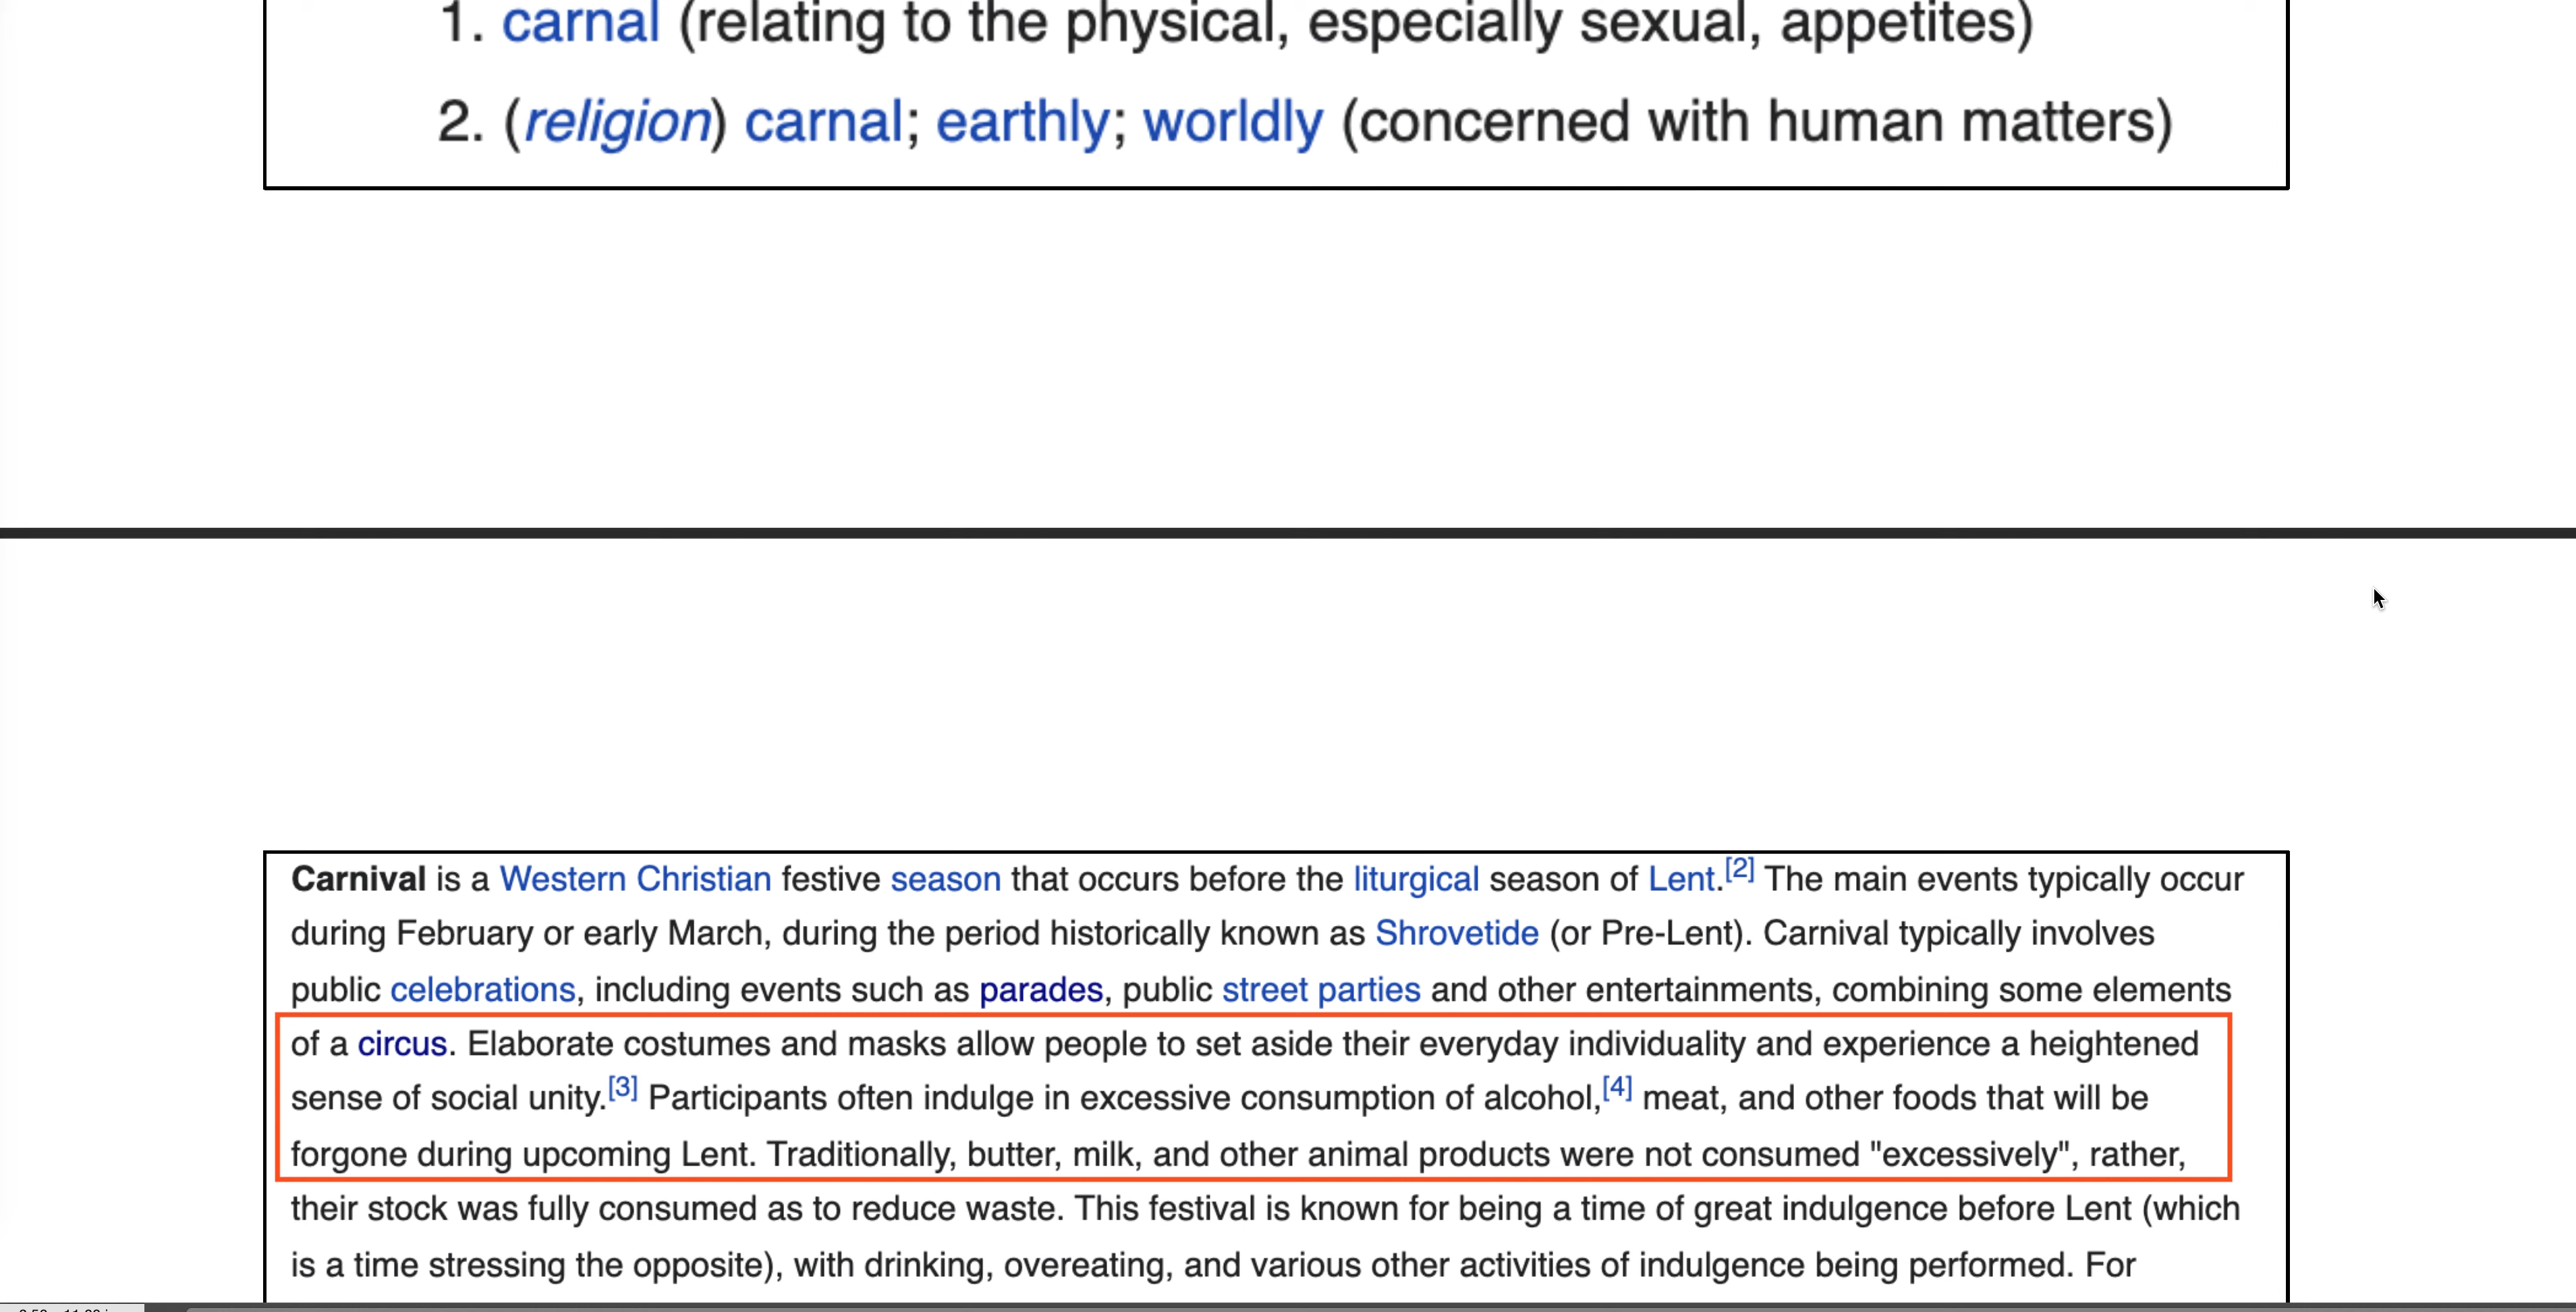 1. carnal (relating to the physical, especially sexual, appetites)
2. (religion) carnal; earthly; worldly (concerned with human matters)
Carnival is a Western Christian festive season that occurs before the liturgical season of Lent.[2] The main events typically occur
during February or early March, during the period historically known as Shrovetide (or Pre-Lent). Carnival typically involves
public celebrations, including events such as parades, public street parties and other entertainments, combining some elements
of a circus. Elaborate costumes and masks allow people to set aside their everyday individuality and experience a heightened
sense of social unity.[3] Participants often indulge in excessive consumption of alcohol,[4] meat, and other foods that will be
forgone during upcoming Lent. Traditionally, butter, milk, and other animal products were not consumed "excessively", rather,
their stock was fully consumed as to reduce waste. This festival is known for being a time of great indulgence before Lent (which
is a time stressing the opposite), with drinking, overeating, and various other activities of indulgence being performed. For